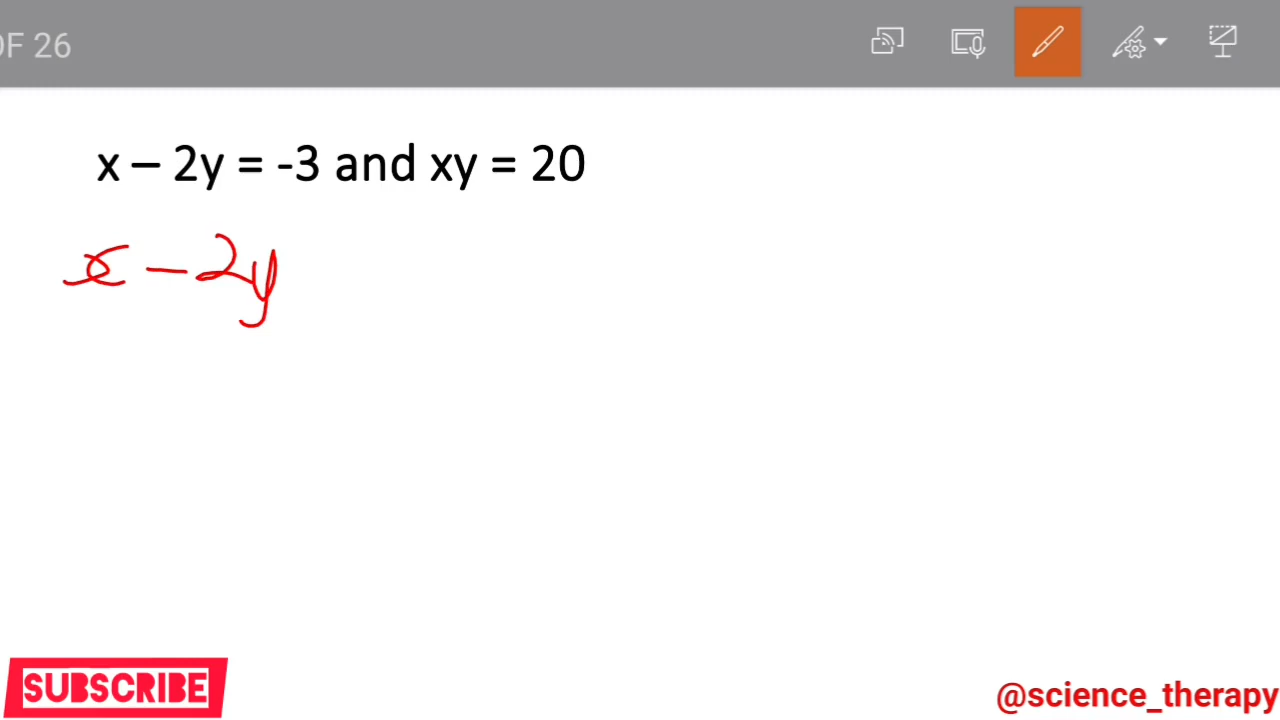 OF 26
x – 2y = -3 and xy = 20
x – 2y
SUBSCRIBE
@science_therapy